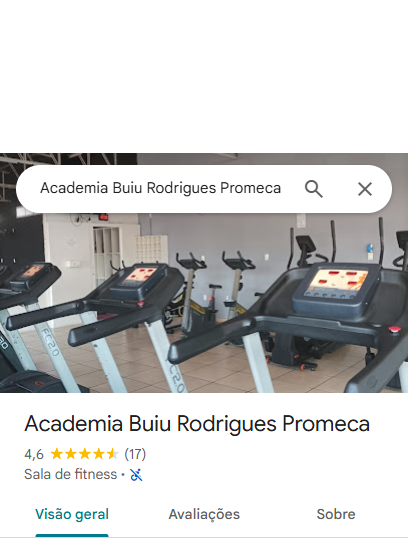 Academia Buiu Rodrigues Promeca
Academia Buiu Rodrigues Promeca
4,6 (17)
Sala de fitness ·
Visão geral Avaliações Sobre